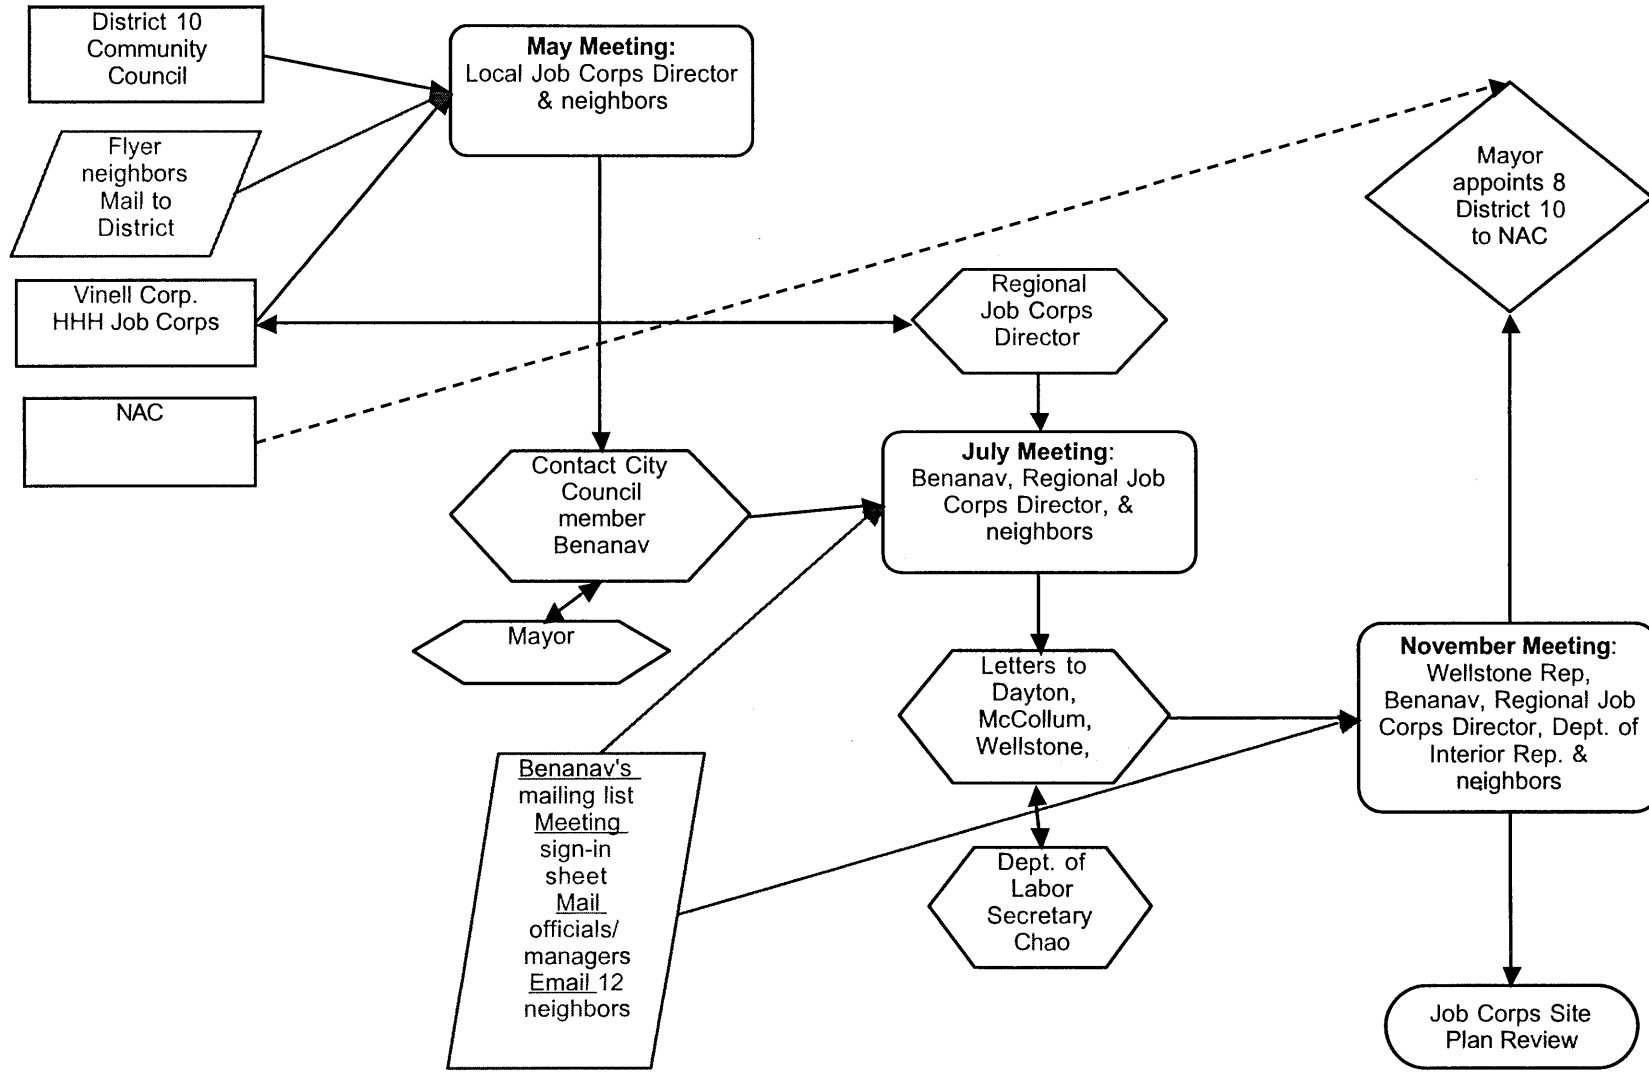 District 10
Community
Council
May Meeting:
Local Job Corps Director
& neighbors
Flyer
neighbors
Mail to
District
Mayor
appoints 8
District 10
to NAC
Vinell Corp.
HHH Job Corps
Regional
Job Corps
Director
NAC
Contact City
Council
member
Benanav
July Meeting:
Benanav, Regional Job
Corps Director, &
neighbors
Mayor
Letters to
Dayton,
McCollum,
Wellstone,
November Meeting:
Wellstone Rep,
Benanav, Regional Job
Corps Director, Dept. of
Interior Rep. &
neighbors
Benanav's
mailing list
Meeting
sign-in
sheet
Mail
officials/
managers
Email 12
neighbors
Dept. of
Labor
Secretary
Chao
Job Corps Site
Plan Review